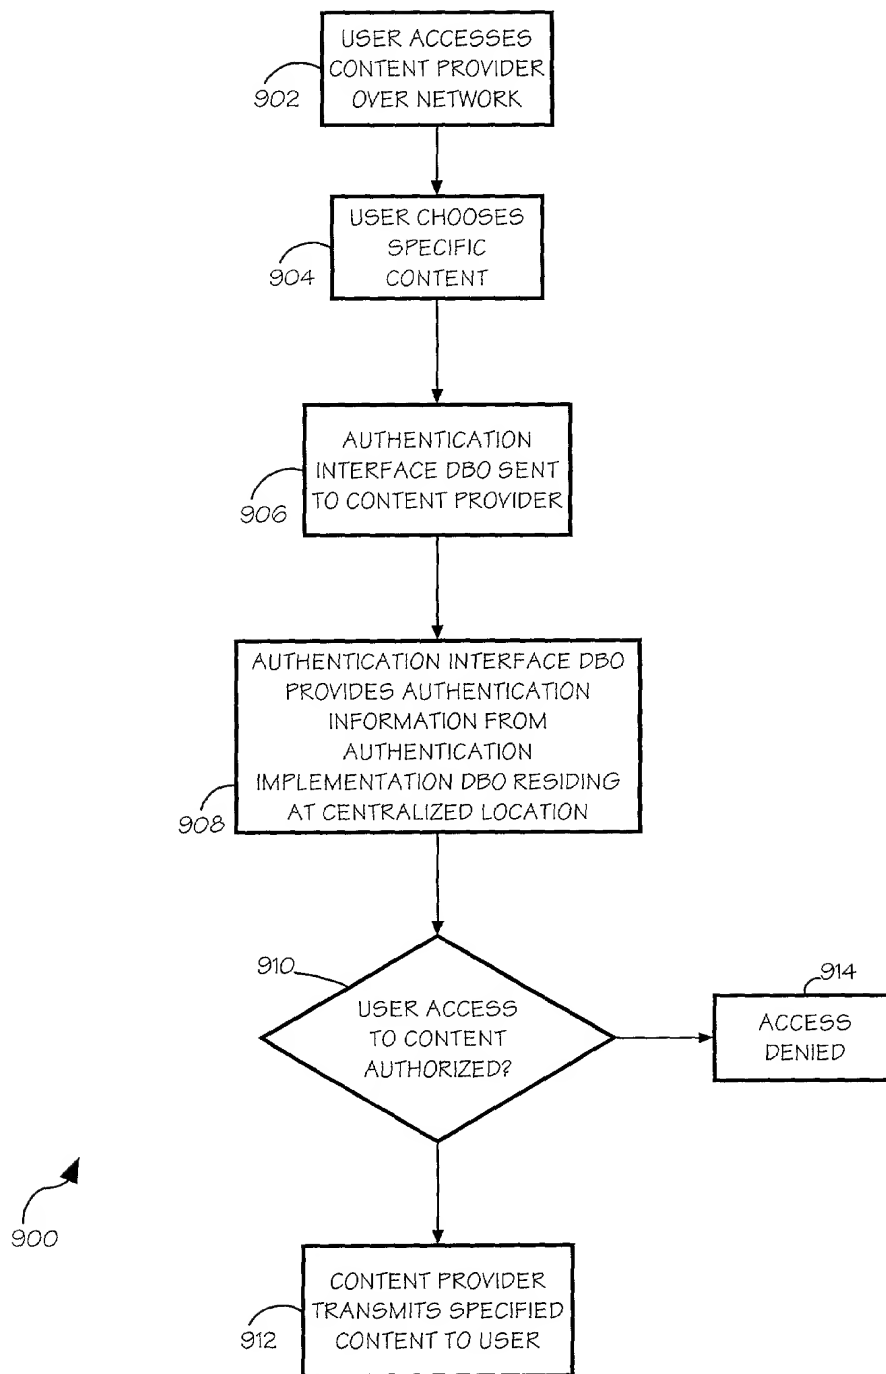 USER ACCESSES
CONTENT PROVIDER
OVER NETWORK
902
USER CHOOSES
SPECIFIC
CONTENT
904
AUTHENTICATION
INTERFACE DBO SENT
TO CONTENT PROVIDER
906
AUTHENTICATION INTERFACE DBO
PROVIDES AUTHENTICATION
INFORMATION FROM
AUTHENTICATION
IMPLEMENTATION DBO RESIDING
AT CENTRALIZED LOCATION
908
910
USER ACCESS
TO CONTENT
AUTHORIZED?
914
ACCESS
DENIED
900
CONTENT PROVIDER
TRANSMITS SPECIFIED
CONTENT TO USER
912